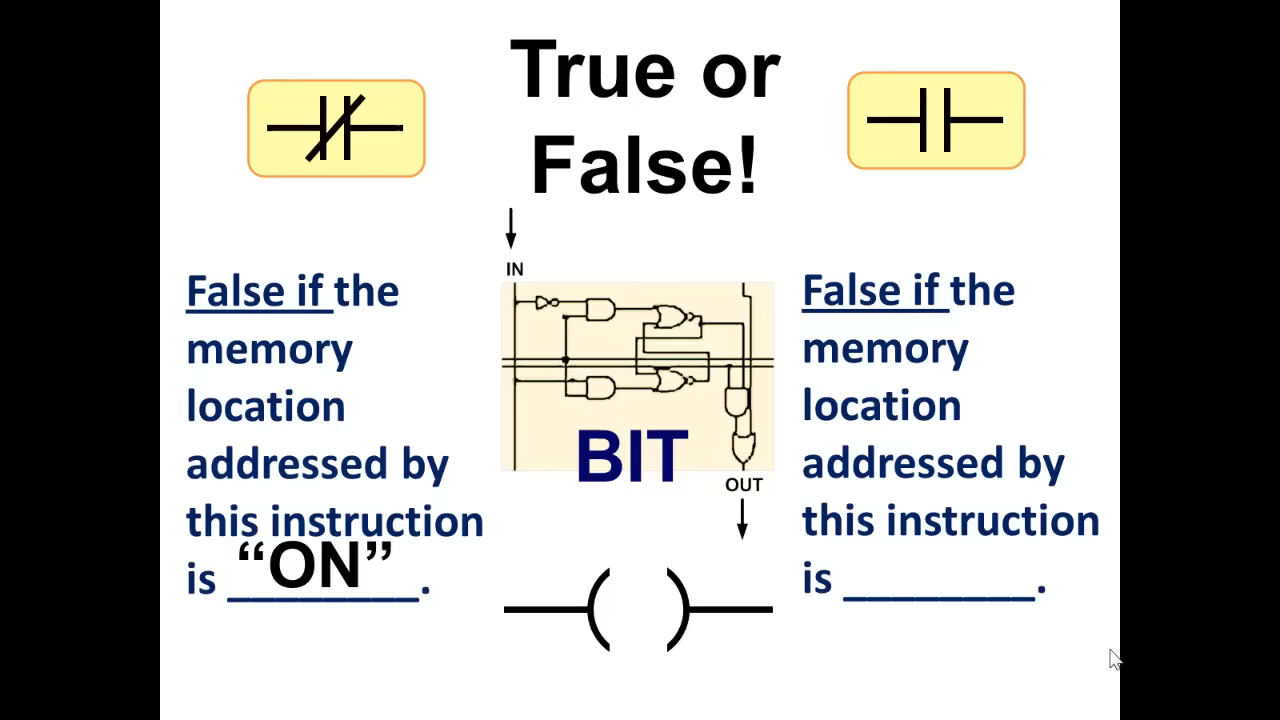 True or
False!
False if the
memory
location
addressed by
this instruction
is ________.
“ON”
IN
BIT
OUT
False if the
memory
location
addressed by
this instruction
is ________.